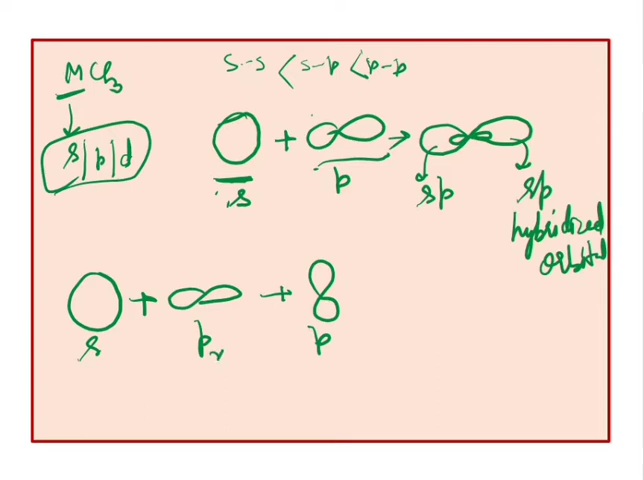 MCl3
s-s < s-p < p-p
s|p|d
+ →
s p sp sp
hybridized
orbital
+ +
s px p